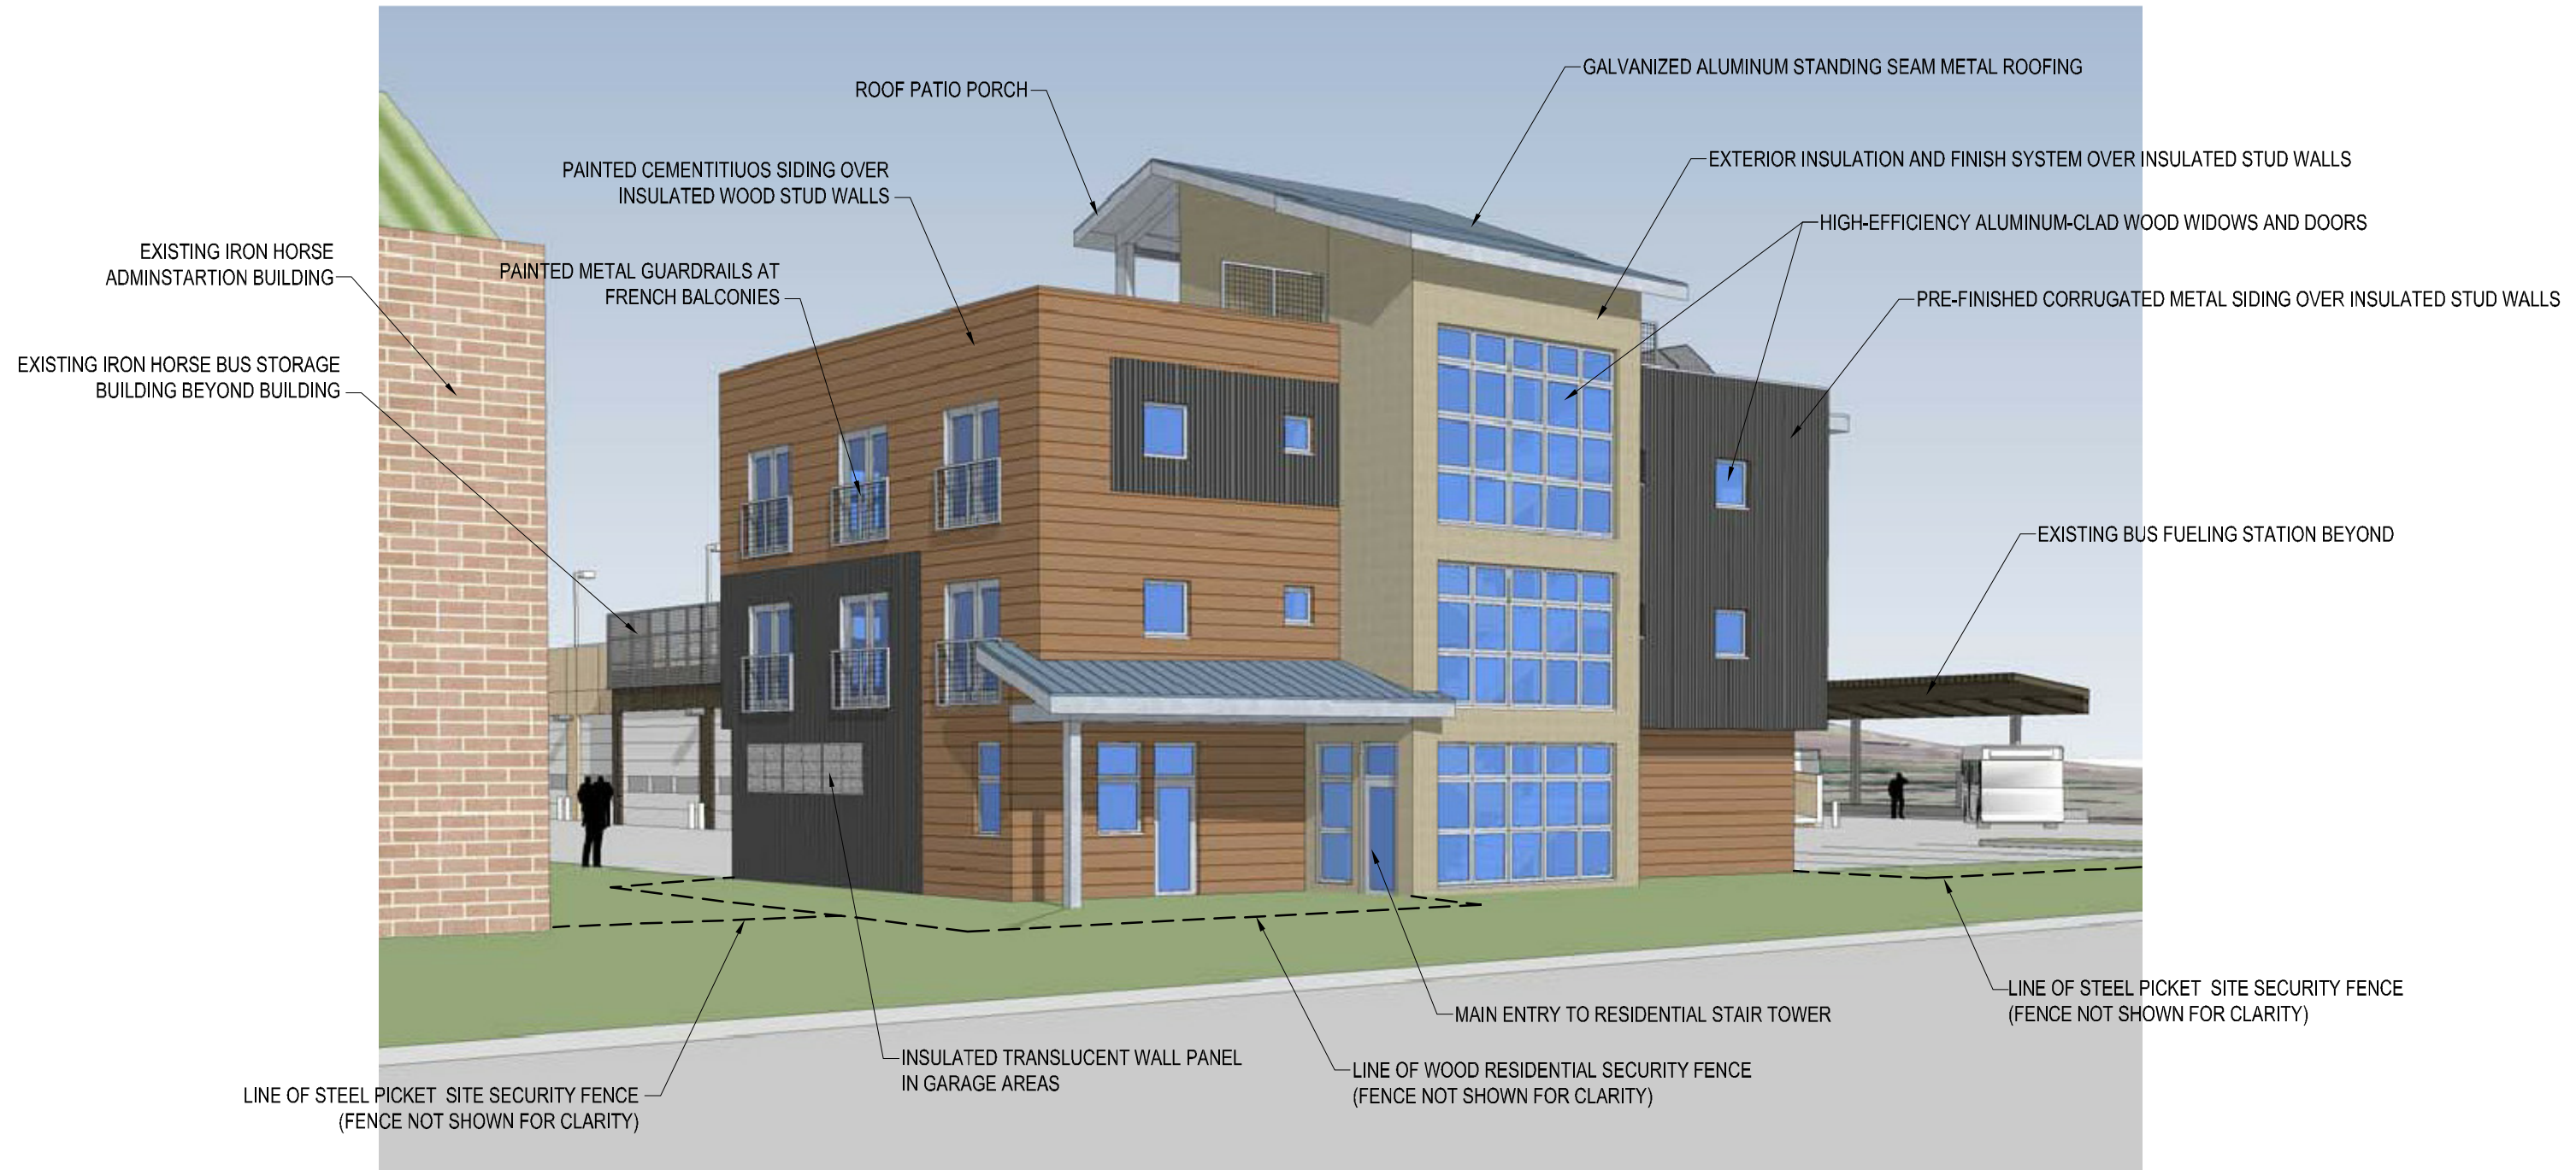 GALVANIZED ALUMINUM STANDING SEAM METAL ROOFING
ROOF PATIO PORCH
EXTERIOR INSULATION AND FINISH SYSTEM OVER INSULATED STUD WALLS
PAINTED CEMENTITIUOS SIDING OVER
INSULATED WOOD STUD WALLS
HIGH-EFFICIENCY ALUMINUM-CLAD WOOD WIDOWS AND DOORS
EXISTING IRON HORSE
ADMINSTARTION BUILDING
PAINTED METAL GUARDRAILS AT
FRENCH BALCONIES
PRE-FINISHED CORRUGATED METAL SIDING OVER INSULATED STUD WALLS
EXISTING IRON HORSE BUS STORAGE
BUILDING BEYOND BUILDING
EXISTING BUS FUELING STATION BEYOND
LINE OF STEEL PICKET SITE SECURITY FENCE
(FENCE NOT SHOWN FOR CLARITY)
MAIN ENTRY TO RESIDENTIAL STAIR TOWER
INSULATED TRANSLUCENT WALL PANEL
IN GARAGE AREAS
LINE OF WOOD RESIDENTIAL SECURITY FENCE
(FENCE NOT SHOWN FOR CLARITY)
LINE OF STEEL PICKET SITE SECURITY FENCE
(FENCE NOT SHOWN FOR CLARITY)